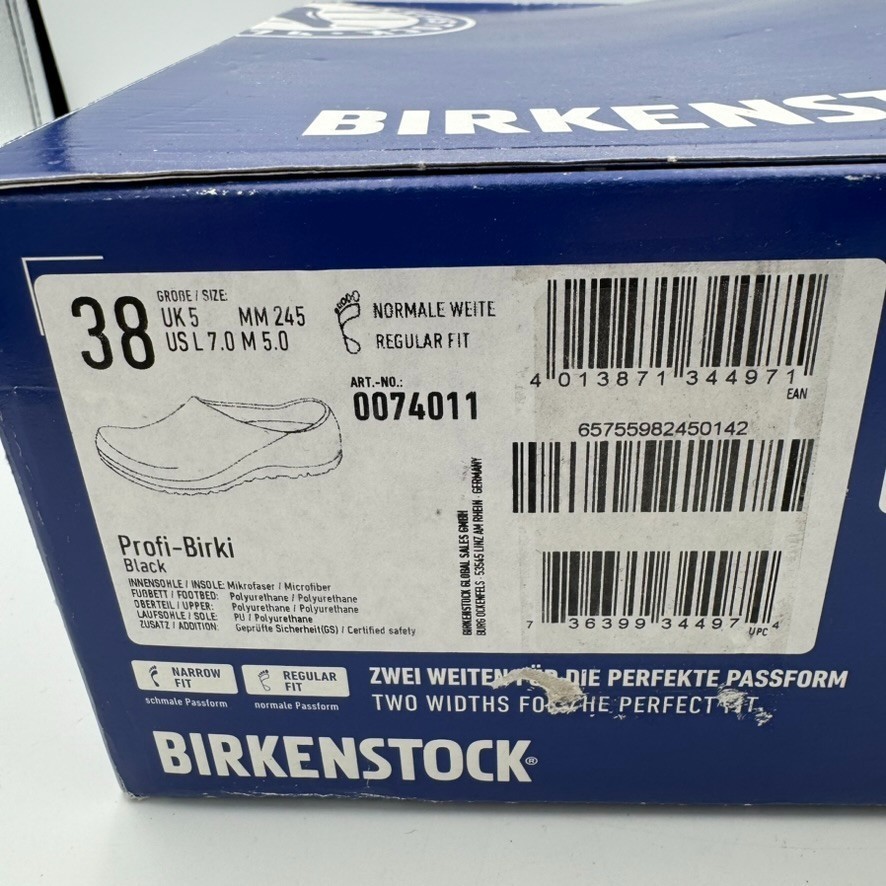 BIRKENST
38
GRÖßE / SIZE:
UK 5 MM 245
US L 7.0 M 5.0
NORMALE WEITE
REGULAR FIT
ART.-NO.:
0074011
4 013871 344971
EAN
65755982450142
7 36399 34497 4
UPC
Profi-Birki
Black
INNENSOHLE / INSOLE: Mikrofaser / Microfiber
FUßBETT / FOOTBED: Polyurethane / Polyurethane
OBERTEIL / UPPER: Polyurethane / Polyurethane
LAUFSOHLE / SOLE: PU / Polyurethane
ZUSATZ / ADDITION: Geprüfte Sicherheit(GS) / Certified safety
BIRKENSTOCK GLOBAL SALES GMBH
BURG OCKENFELS · 53545 LINZ AM RHEIN · GERMANY
NARROW FIT
schmale Passform
REGULAR FIT
normale Passform
ZWEI WEITEN FÜR DIE PERFEKTE PASSFORM
TWO WIDTHS FOR THE PERFECT FIT.
BIRKENSTOCK®